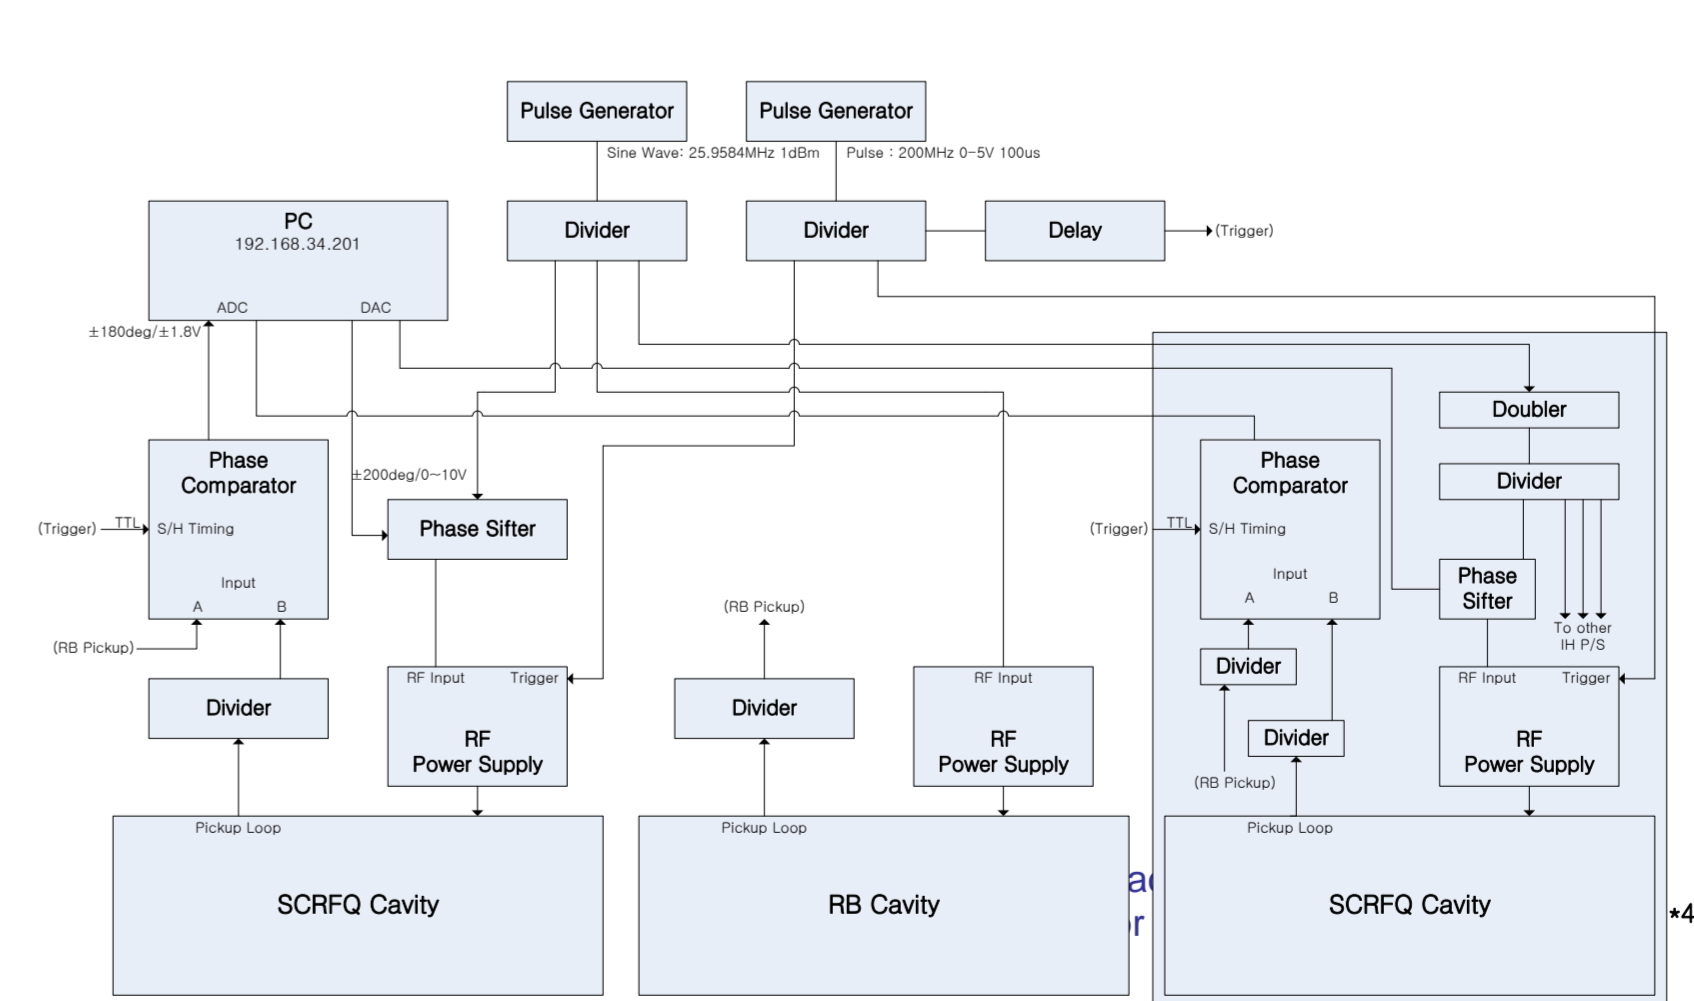 Pulse Generator
Pulse Generator
Sine Wave: 25.9584MHz 1dBm
Pulse : 200MHz 0-5V 100us
PC
192.168.34.201
ADC
DAC
Divider
Divider
Delay
(Trigger)
±180deg/±1.8V
Doubler
Divider
Phase
Comparator
(Trigger)
TTL
S/H Timing
Input
A
B
(RB Pickup)
±200deg/0~10V
Phase Sifter
(RB Pickup)
Phase
Comparator
(Trigger)
TTL
S/H Timing
Input
A
B
Phase
Sifter
To other
IH P/S
Divider
RF Input
Trigger
RF
Power Supply
Divider
RF Input
RF
Power Supply
Divider
Divider
(RB Pickup)
RF Input
Trigger
RF
Power Supply
Pickup Loop
SCRFQ Cavity
Pickup Loop
RB Cavity
Pickup Loop
SCRFQ Cavity
*4